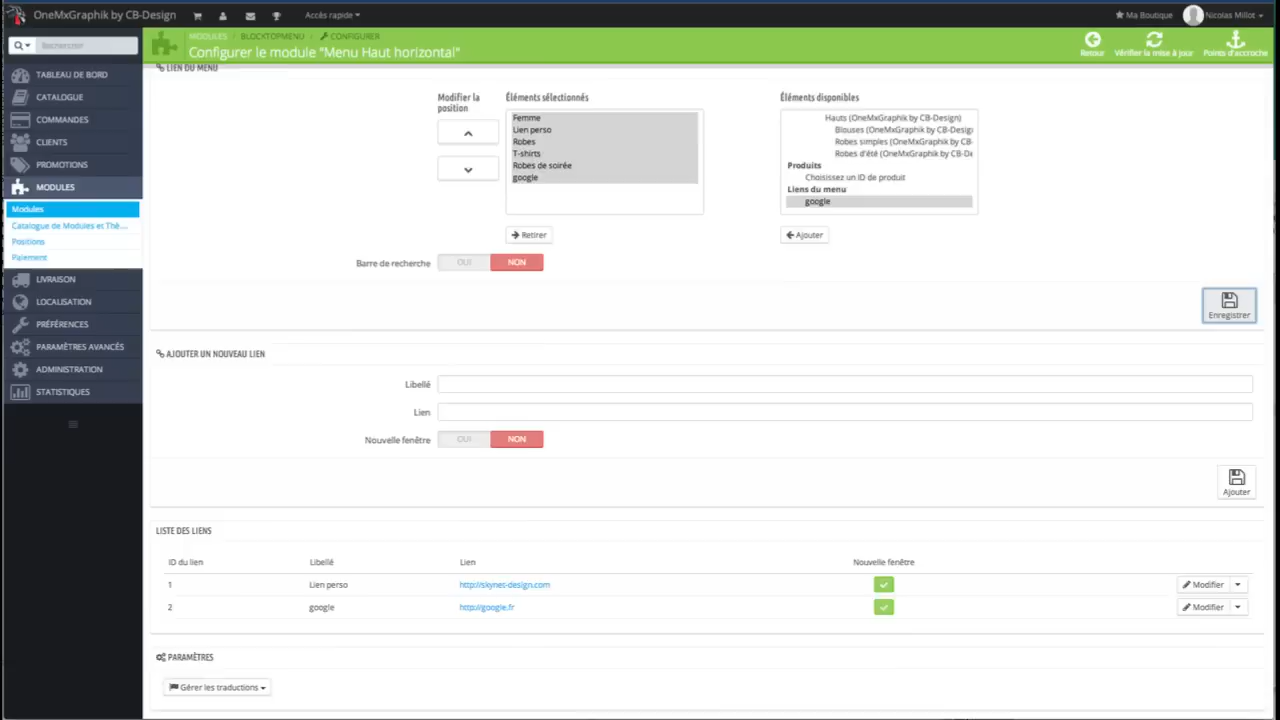 OneMxGraphik by CB-Design
Accès rapide
Ma Boutique
Nicolas Millot
Rechercher
MODULES / BLOCKTOPMENU / CONFIGURER
Configurer le module "Menu Haut horizontal"
Retour
Vérifier la mise à jour
Points d'accroche
TABLEAU DE BORD
CATALOGUE
COMMANDES
CLIENTS
PROMOTIONS
MODULES
Modules
Catalogue de Modules et Thè...
Positions
Paiement
LIVRAISON
LOCALISATION
PRÉFÉRENCES
PARAMÈTRES AVANCÉS
ADMINISTRATION
STATISTIQUES
LIEN DU MENU
Modifier la
position
Éléments sélectionnés
Femme
Lien perso
Robes
T-shirts
Robes de soirée
google
Retirer
Éléments disponibles
Hauts (OneMxGraphik by CB-Design)
Blouses (OneMxGraphik by CB-Design
Robes simples (OneMxGraphik by CB-
Robes d'été (OneMxGraphik by CB-De
Produits
Choisissez un ID de produit
Liens du menu
google
Ajouter
Barre de recherche
OUI
NON
Enregistrer
AJOUTER UN NOUVEAU LIEN
Libellé
Lien
Nouvelle fenêtre
OUI
NON
Ajouter
LISTE DES LIENS
ID du lien Libellé Lien Nouvelle fenêtre
1 Lien perso http://skynet-design.com Modifier
2 google http://google.fr Modifier
PARAMÈTRES
Gérer les traductions